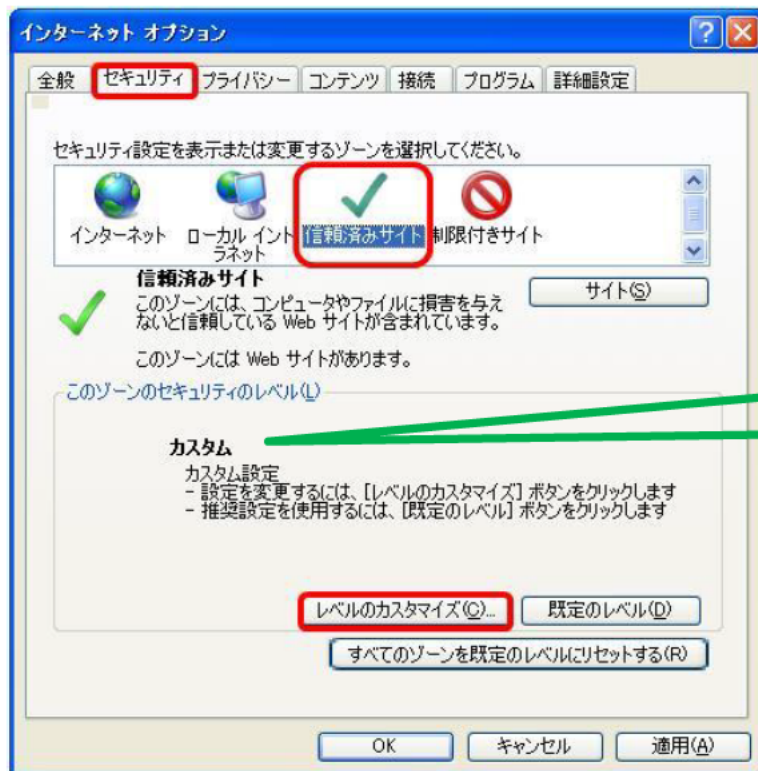 インターネット オプション
全般 セキュリティ プライバシー コンテンツ 接続 プログラム 詳細設定
セキュリティ設定を表示または変更するゾーンを選択してください。
インターネット
ローカル イント
ラネット
信頼済みサイト
制限付きサイト
信頼済みサイト
このゾーンには、コンピュータやファイルに損害を与え
ないと信頼している Web サイトが含まれています。
このゾーンには Web サイトがあります。
サイト(S)
このゾーンのセキュリティのレベル(L)
カスタム
カスタム設定
- 設定を変更するには、[レベルのカスタマイズ] ボタンをクリックします
- 推奨設定を使用するには、[既定のレベル] ボタンをクリックします
レベルのカスタマイズ(C)... 既定のレベル(D)
すべてのゾーンを既定のレベルにリセットする(R)
OK キャンセル 適用(A)